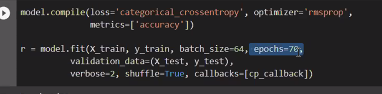 model.compile(loss='categorical_crossentropy', optimizer='rmsprop',
metrics=['accuracy'])
r = model.fit(X_train, y_train, batch_size=64, epochs=70,
validation_data=(X_test, y_test),
verbose=2, shuffle=True, callbacks=[cp_callback])